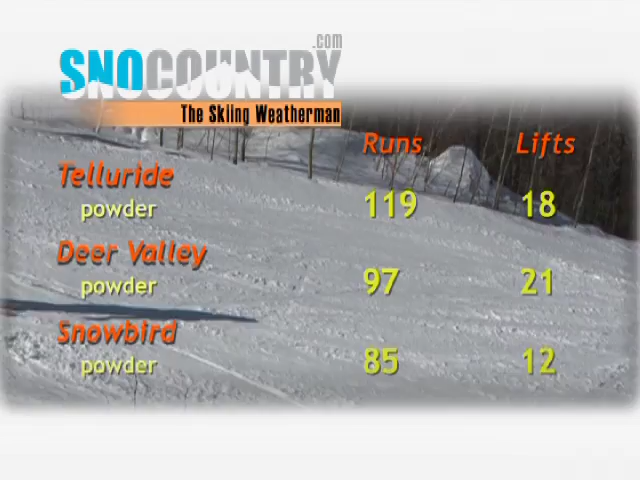 SNOCOUNTRY.com
The Skiing Weatherman
Runs Lifts
Telluride
powder 119 18
Deer Valley
powder 97 21
Snowbird
powder 85 12